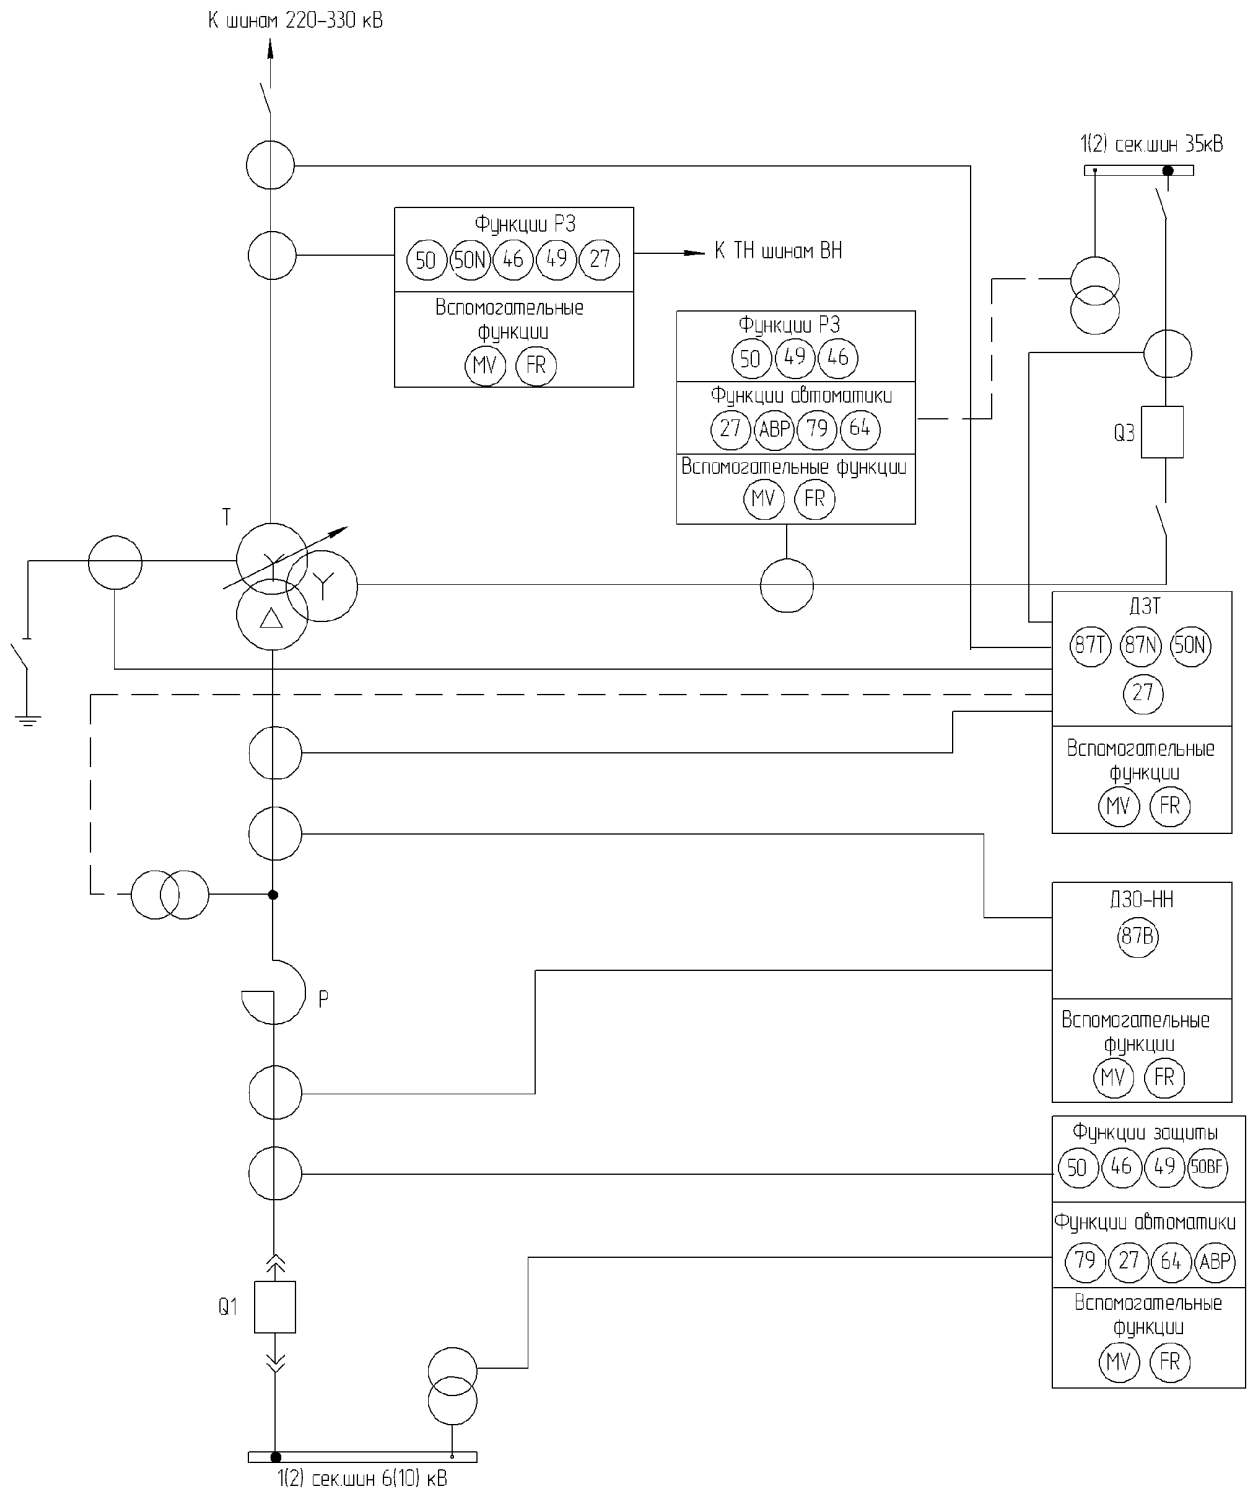 К шинам 220-330 кВ
1(2) сек.шин 35кВ
Функции РЗ
50 50N 46 49 27
К ТН шинам ВН
Вспомогательные
функции
MV FR
Функции РЗ
50 49 46
Функции автоматики
27 АВР 79 64
Вспомогательные функции
MV FR
Q3
T
ДЗТ
87T 87N 50N
27
Вспомогательные
функции
MV FR
ДЗО-НН
87B
Вспомогательные
функции
MV FR
Р
Функции защиты
50 46 49 50BF
Функции автоматики
79 27 64 АВР
Вспомогательные
функции
MV FR
Q1
1(2) сек.шин 6(10) кВ